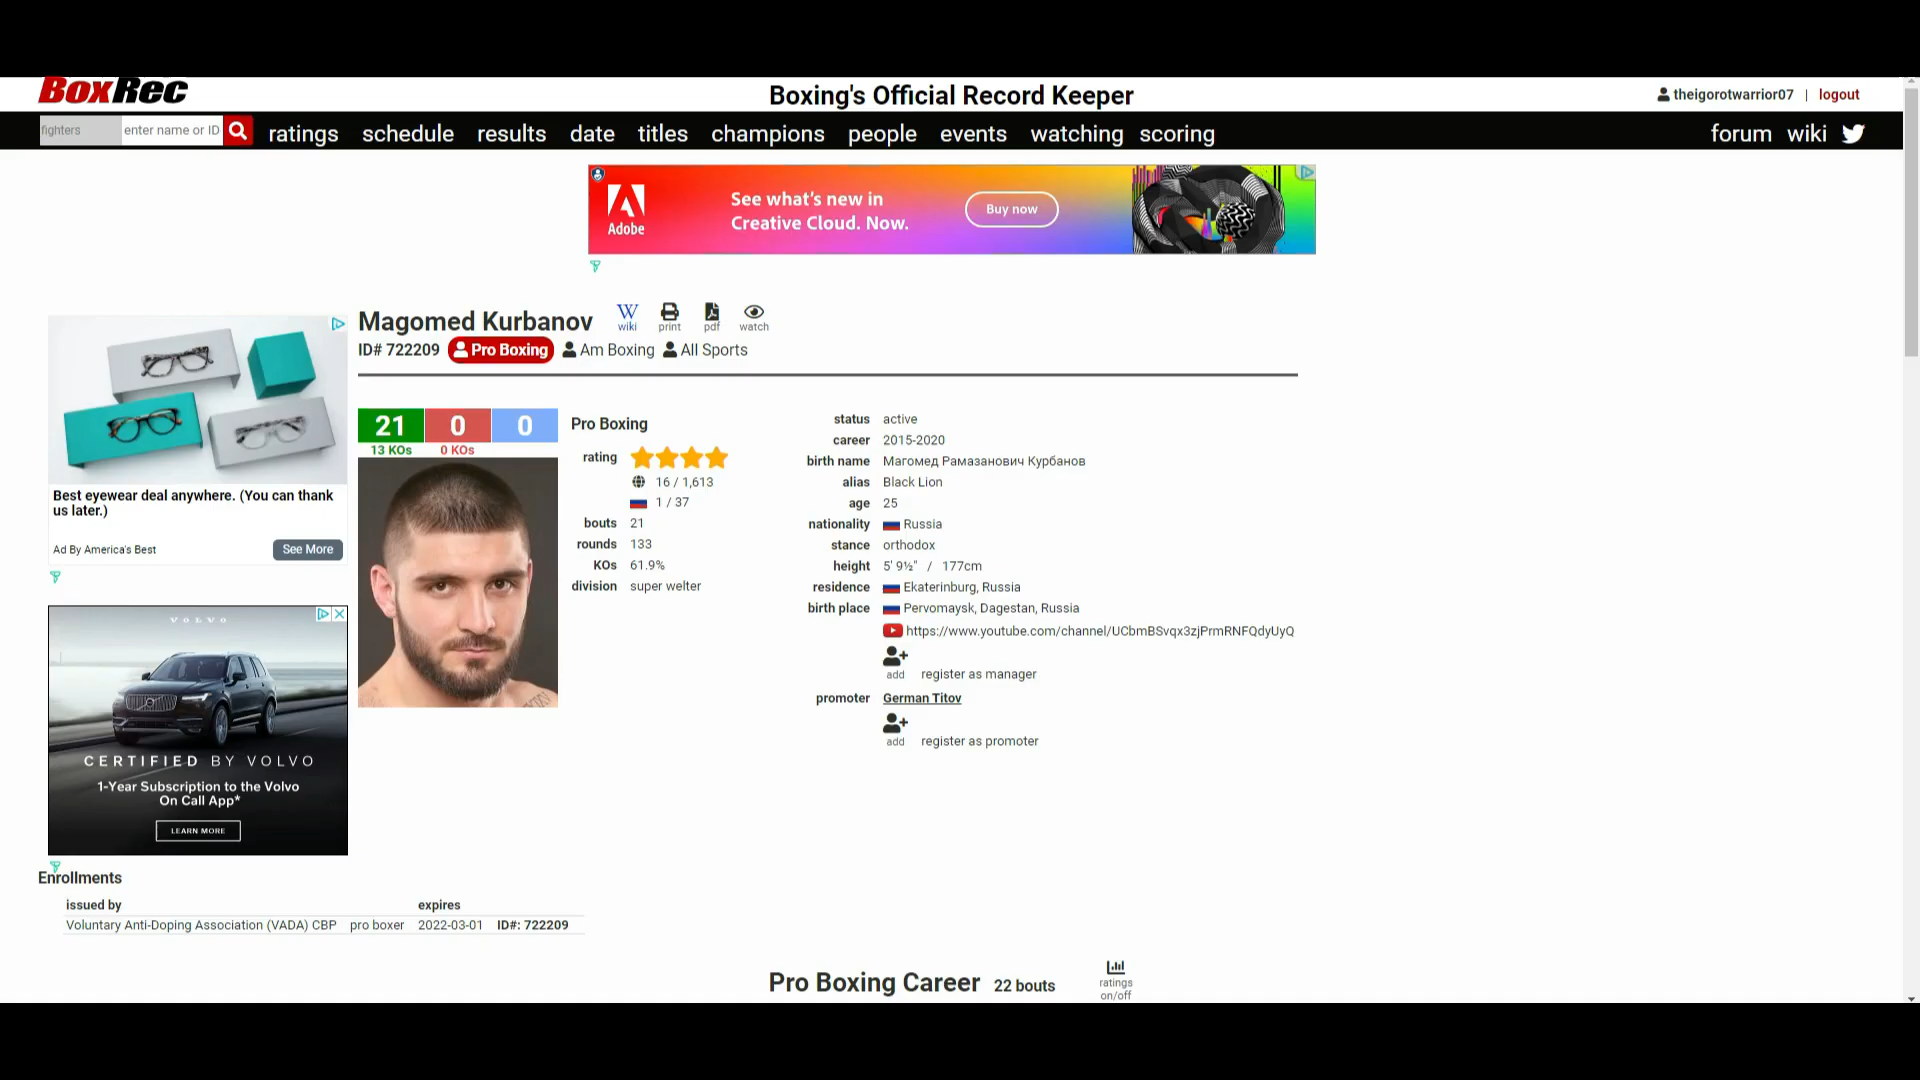 BoxRec
Boxing's Official Record Keeper
theigorotwarrior07 | logout
fighters enter name or ID ratings schedule results date titles champions people events watching scoring forum wiki
Adobe
See what's new in
Creative Cloud. Now.
Buy now
Best eyewear deal anywhere. (You can thank
us later.)
Ad By America's Best See More
VOLVO
CERTIFIED BY VOLVO
1-Year Subscription to the Volvo
On Call App*
LEARN MORE
Magomed Kurbanov
wiki print pdf watch
ID# 722209 Pro Boxing Am Boxing All Sports
21 0 0
13 KOs 0 KOs
Pro Boxing
rating
16 / 1,613
1 / 37
bouts 21
rounds 133
KOs 61.9%
division super welter
status active
career 2015-2020
birth name Магомед Рамазанович Курбанов
alias Black Lion
age 25
nationality Russia
stance orthodox
height 5' 9½" / 177cm
residence Ekaterinburg, Russia
birth place Pervomaysk, Dagestan, Russia
https://www.youtube.com/channel/UCbmBSvqx3zjPrmRNFQdyUyQ
add register as manager
promoter German Titov
add register as promoter
Enrollments
issued by expires
Voluntary Anti-Doping Association (VADA) CBP pro boxer 2022-03-01 ID#: 722209
Pro Boxing Career 22 bouts
ratings
on/off